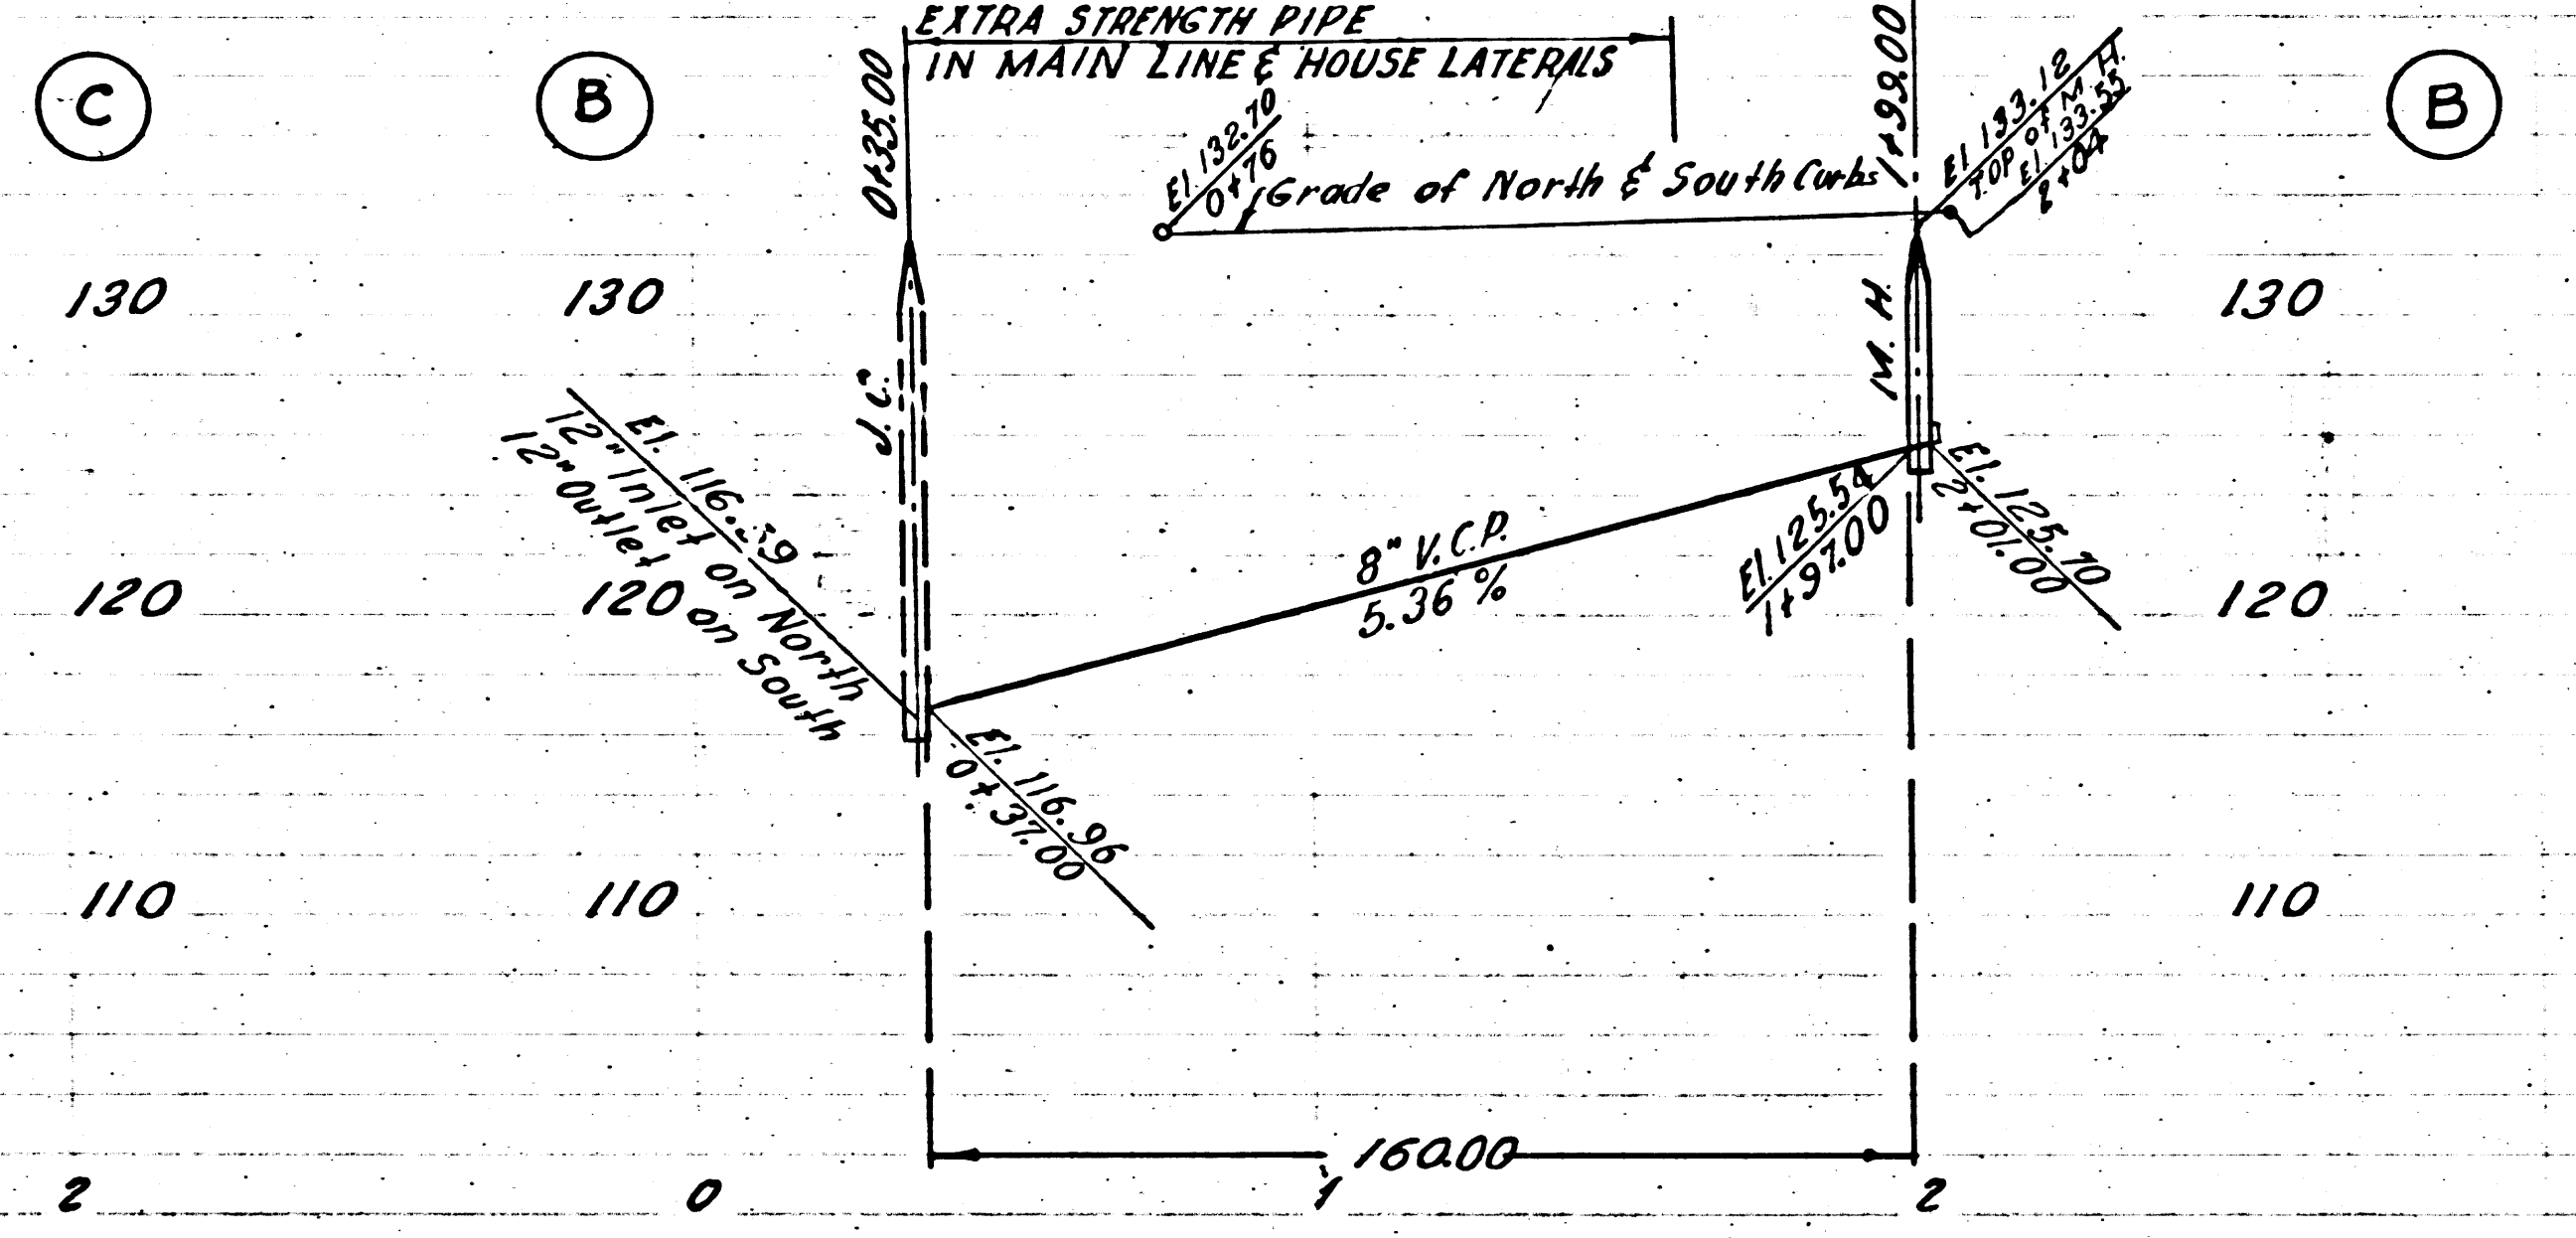 EXTRA STRENGTH PIPE
IN MAIN LINE & HOUSE LATERALS
C
B
B
0+35.00
1+99.00
El. 132.70
0+76
Grade of North & South Curbs
El 133.12
TOP of M.H.
El 133.55
2+04
130
130
130
J.C.
M. H.
El. 116.39
12" Inlet on North
12" Outlet on South
8" V.C.P.
5.36 %
El. 125.54
1+97.00
El. 125.70
2+01.00
120
120
120
El. 116.96
0+37.00
110
110
110
160.00
2
0
1
2